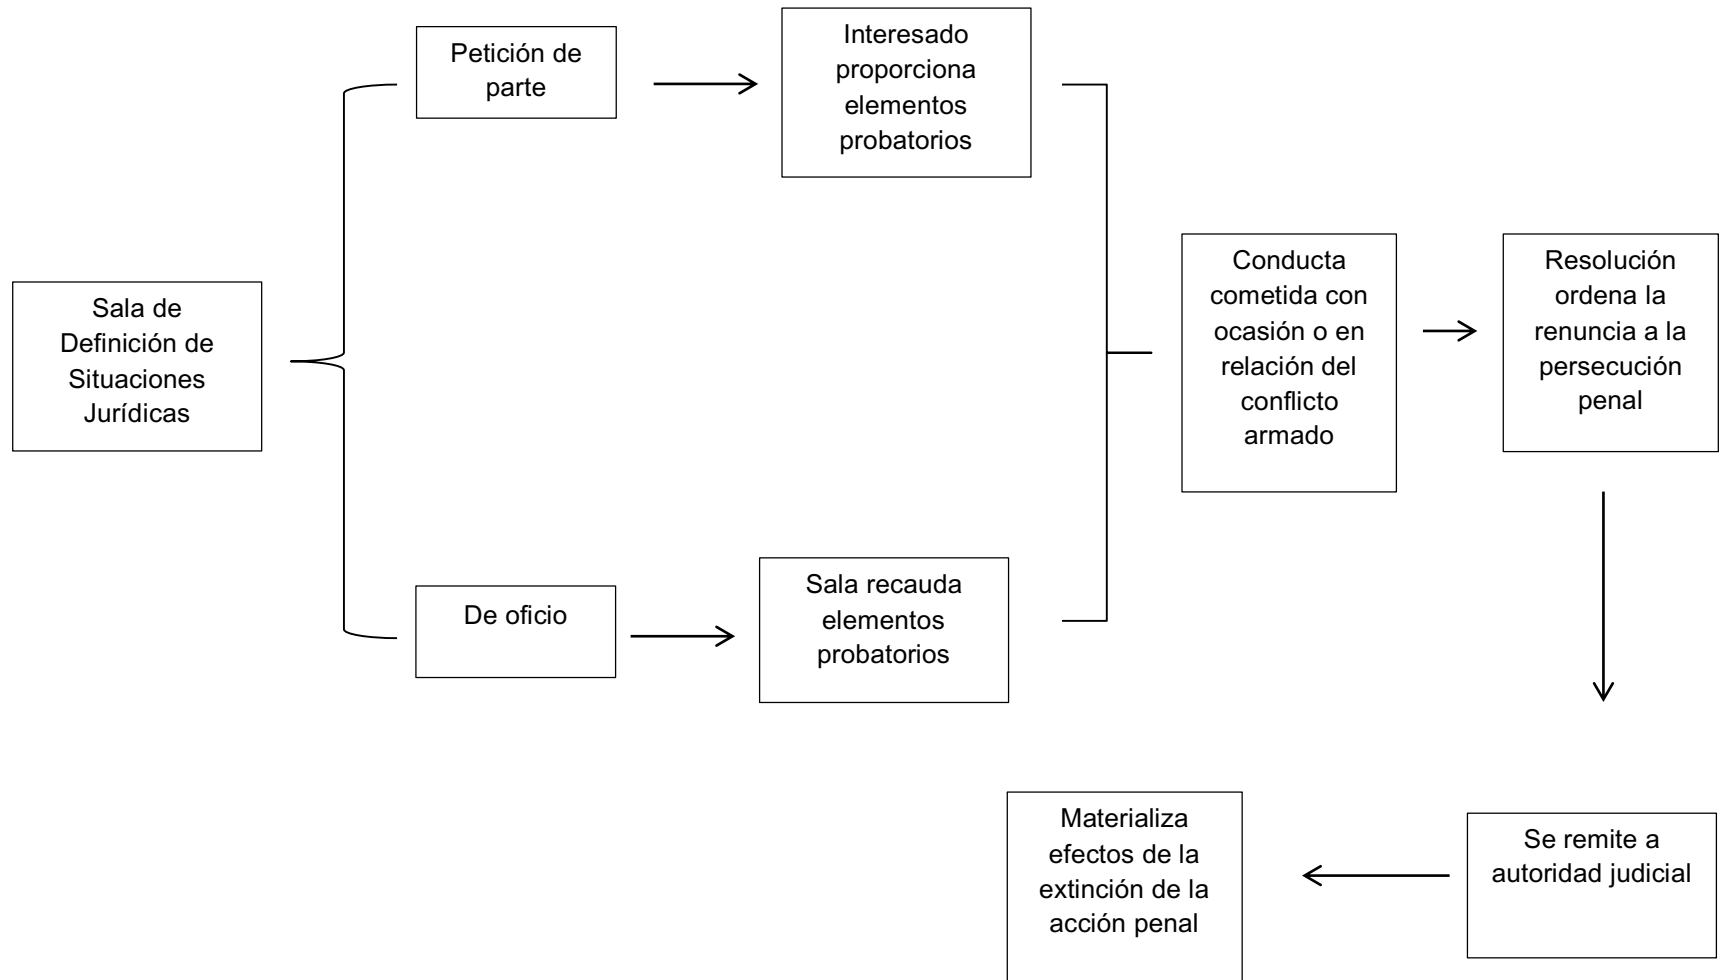 Petición de
parte
Interesado
proporciona
elementos
probatorios
Sala de
Definición de
Situaciones
Jurídicas
Conducta
cometida con
ocasión o en
relación del
conflicto
armado
Resolución
ordena la
renuncia a la
persecución
penal
De oficio
Sala recauda
elementos
probatorios
Materializa
efectos de la
extinción de la
acción penal
Se remite a
autoridad judicial